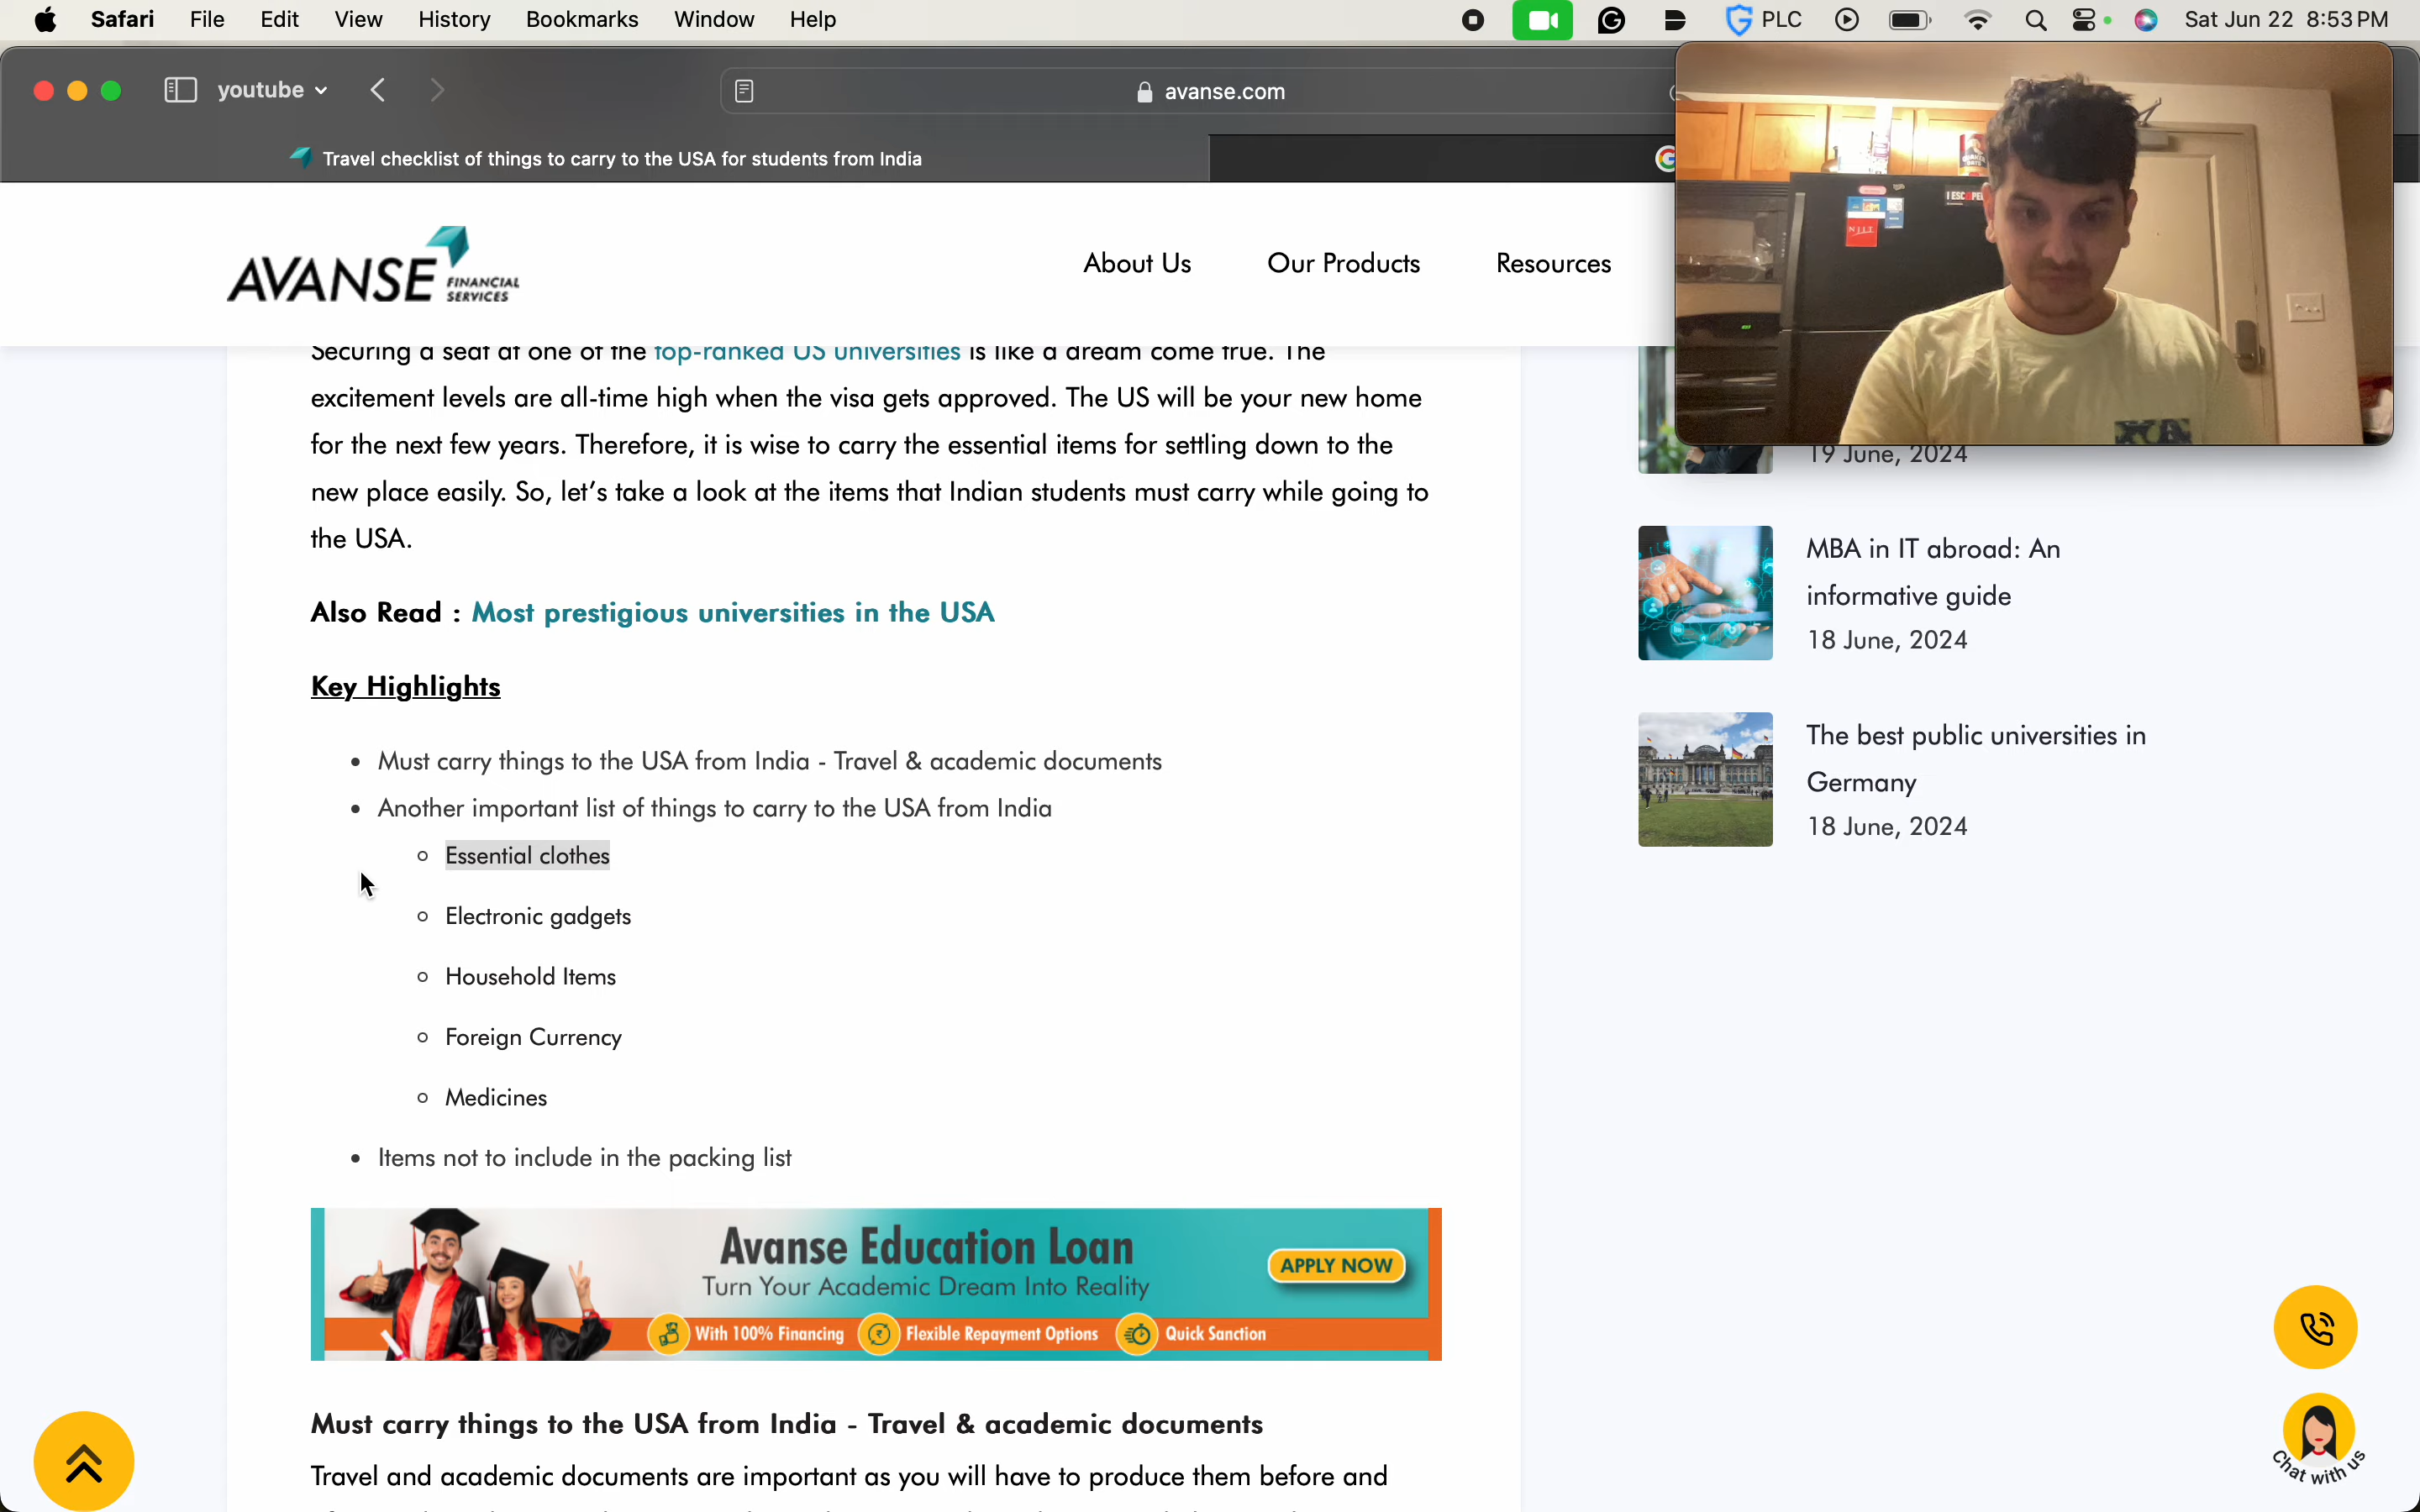 Safari File Edit View History Bookmarks Window Help PLC Sat Jun 22 8:53 PM
youtube
avanse.com
Travel checklist of things to carry to the USA for students from India
AVANSE FINANCIAL SERVICES
About Us Our Products Resources
NJIT
Securing a seat at one of the top-ranked US universities is like a dream come true. The
excitement levels are all-time high when the visa gets approved. The US will be your new home
for the next few years. Therefore, it is wise to carry the essential items for settling down to the
new place easily. So, let's take a look at the items that Indian students must carry while going to
the USA.
Also Read : Most prestigious universities in the USA
Key Highlights
Must carry things to the USA from India - Travel & academic documents
Another important list of things to carry to the USA from India
Essential clothes
Electronic gadgets
Household Items
Foreign Currency
Medicines
Items not to include in the packing list
Avanse Education Loan
Turn Your Academic Dream Into Reality
APPLY NOW
With 100% Financing Flexible Repayment Options Quick Sanction
Must carry things to the USA from India - Travel & academic documents
Travel and academic documents are important as you will have to produce them before and
19 June, 2024
MBA in IT abroad: An
informative guide
18 June, 2024
The best public universities in
Germany
18 June, 2024
Chat with us